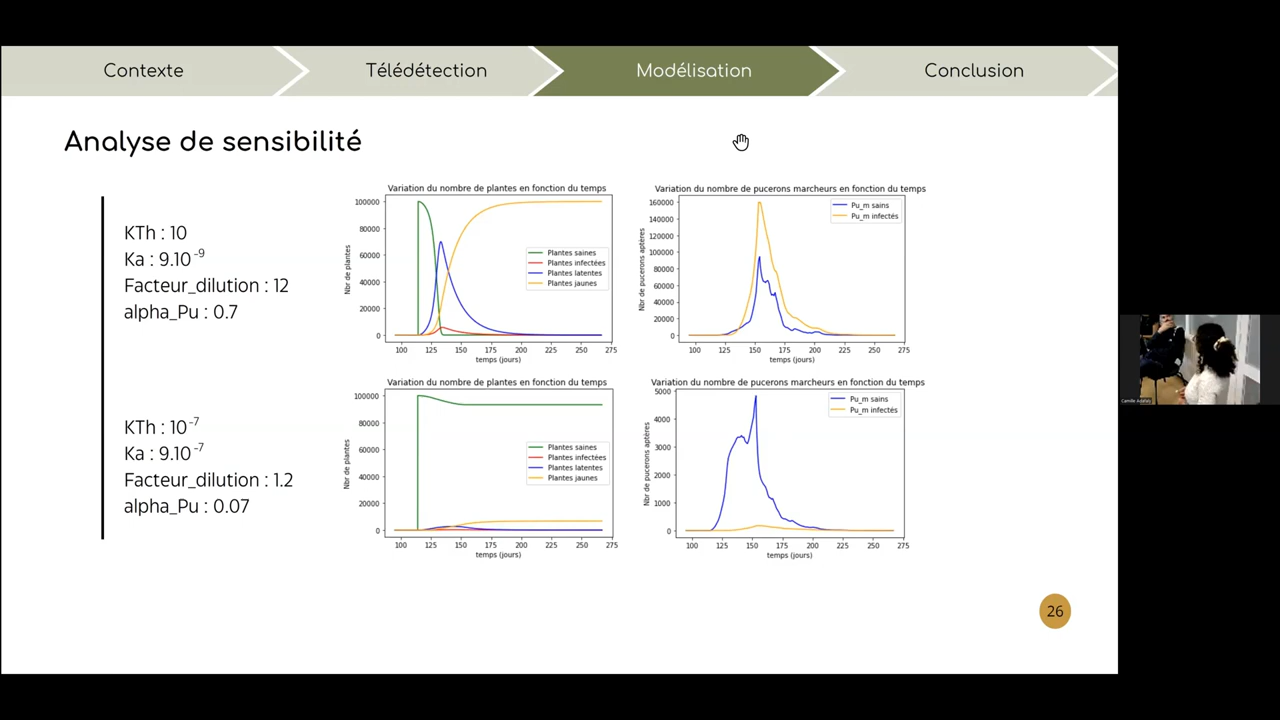 Contexte
Télédétection
Modélisation
Conclusion
Analyse de sensibilité
KTh : 10
Ka : 9.10⁻⁹
Facteur_dilution : 12
alpha_Pu : 0.7
Variation du nombre de plantes en fonction du temps
Nbr de plantes
100000
80000
60000
40000
20000
0
Plantes saines
Plantes infectées
Plantes latentes
Plantes jaunes
100 125 150 175 200 225 250 275
temps (jours)
Variation du nombre de pucerons marcheurs en fonction du temps
Nbr de pucerons aptères
160000
140000
120000
100000
80000
60000
40000
20000
0
Pu_m sains
Pu_m infectés
100 125 150 175 200 225 250 275
temps (jours)
KTh : 10⁻⁷
Ka : 9.10⁻⁷
Facteur_dilution : 1.2
alpha_Pu : 0.07
Variation du nombre de plantes en fonction du temps
Nbr de plantes
100000
80000
60000
40000
20000
0
Plantes saines
Plantes infectées
Plantes latentes
Plantes jaunes
100 125 150 175 200 225 250 275
temps (jours)
Variation du nombre de pucerons marcheurs en fonction du temps
Nbr de pucerons aptères
5000
4000
3000
2000
1000
0
Pu_m sains
Pu_m infectés
100 125 150 175 200 225 250 275
temps (jours)
26